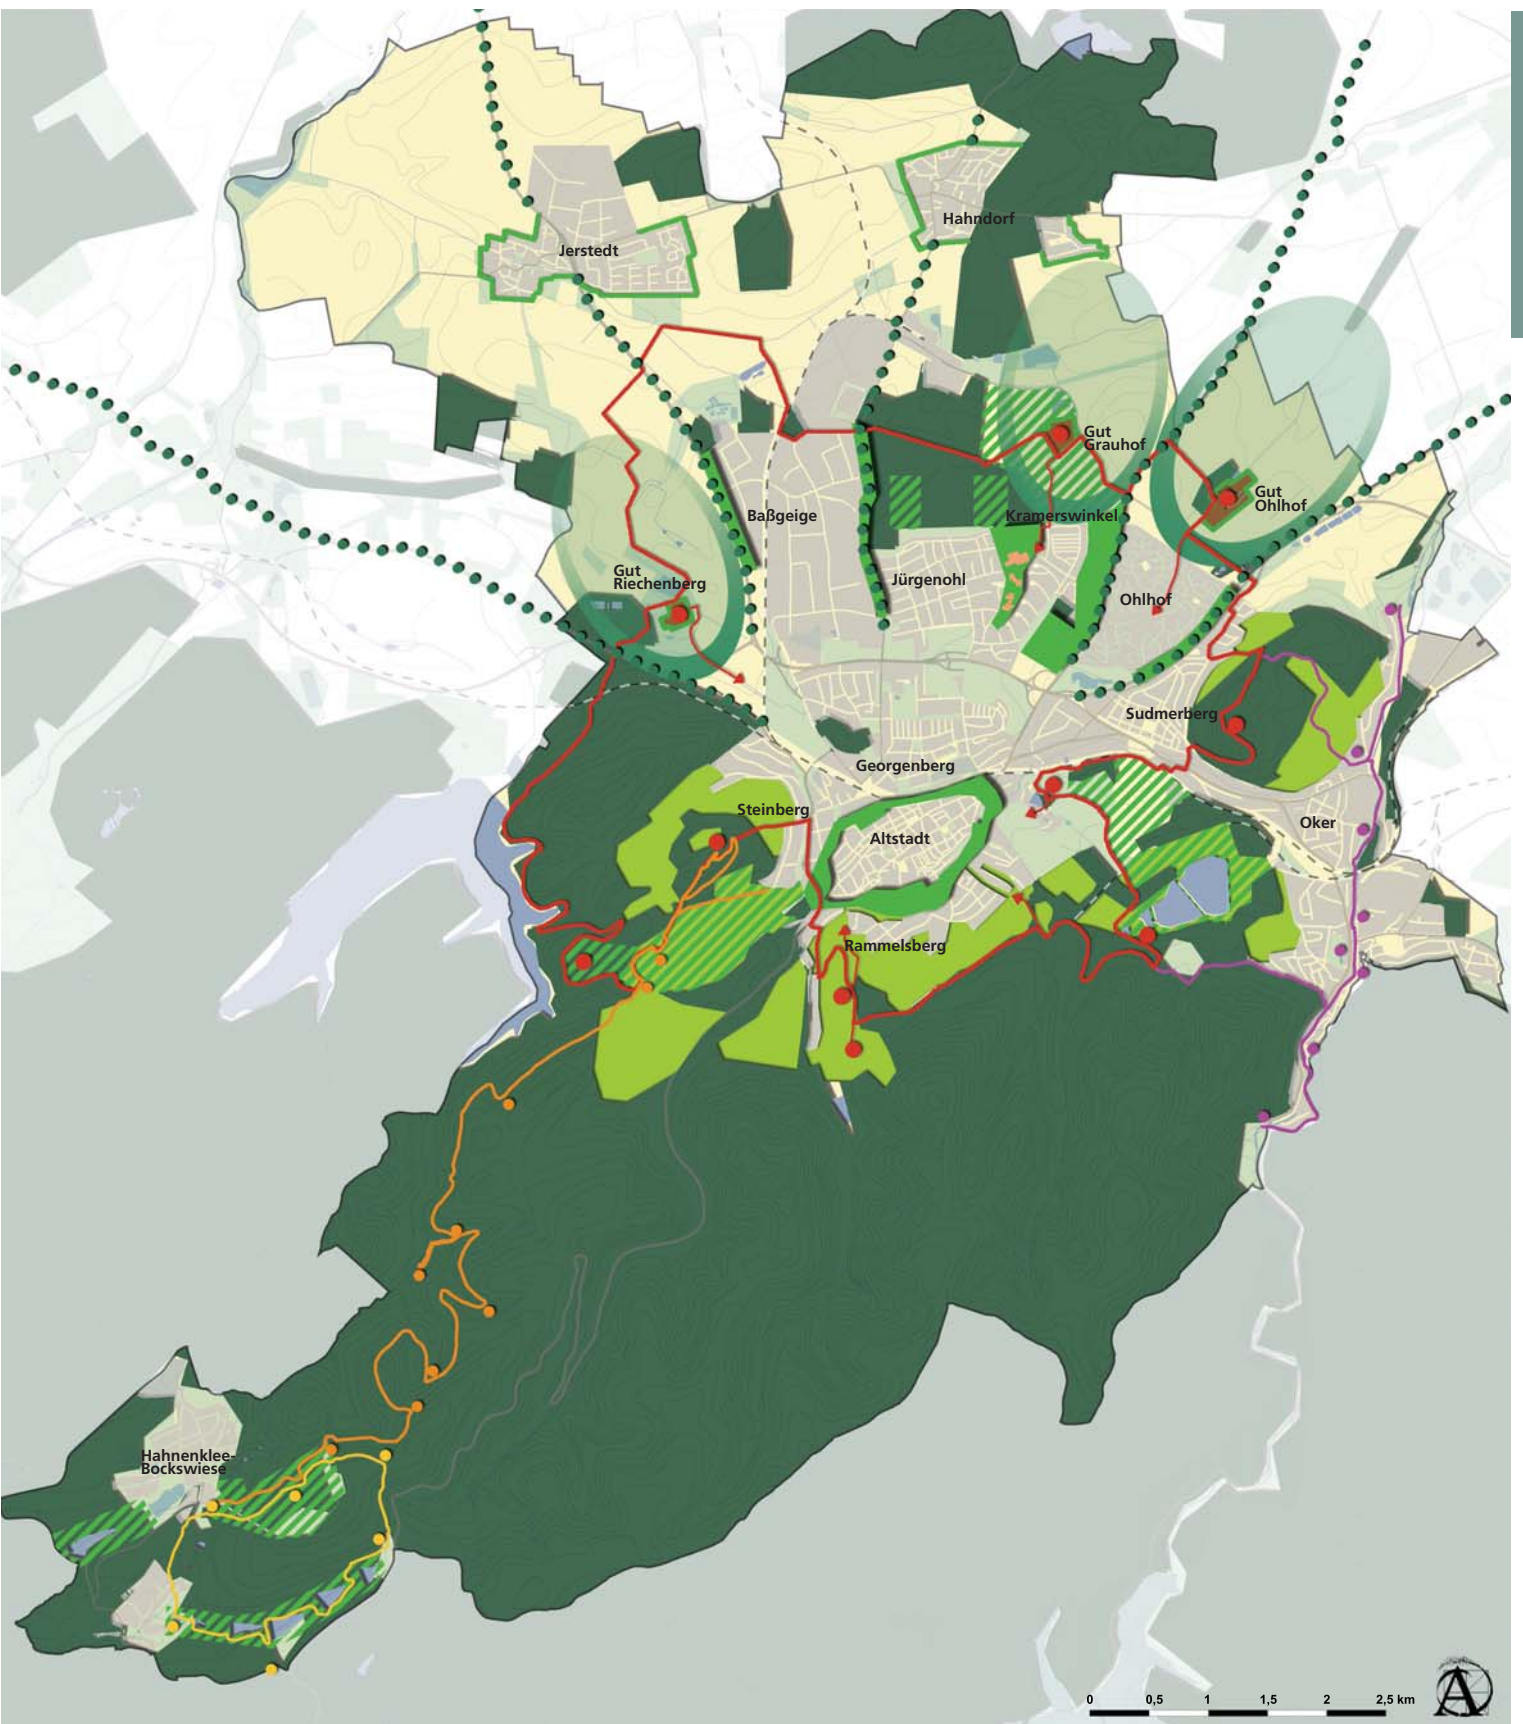 Hahndorf
Jerstedt
Gut
Grauhof
Gut
Ohlhof
Baßgeige
Kramerswinkel
Gut
Riechenberg
Jürgenohl
Ohlhof
Sudmerberg
Georgenberg
Steinberg
Oker
Altstadt
Rammelsberg
Hahnenklee-
Bockswiese
0 0,5 1 1,5 2 2,5 km
A